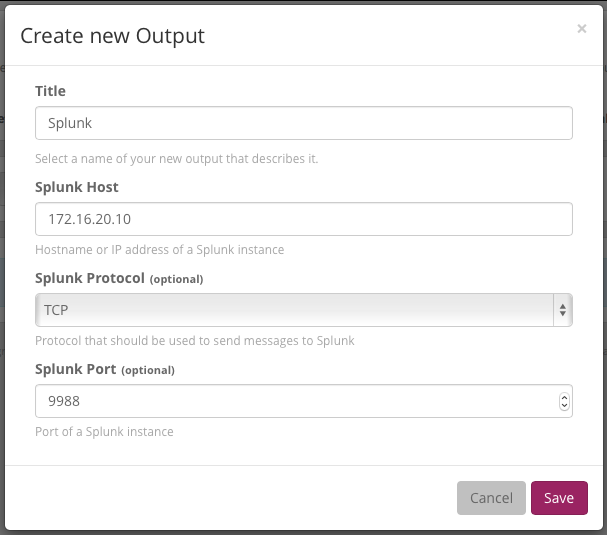 Create new Output
×
Title
Splunk
Select a name of your new output that describes it.
Splunk Host
172.16.20.10
Hostname or IP address of a Splunk instance
Splunk Protocol (optional)
TCP
Protocol that should be used to send messages to Splunk
Splunk Port (optional)
9988
Port of a Splunk instance
Cancel
Save